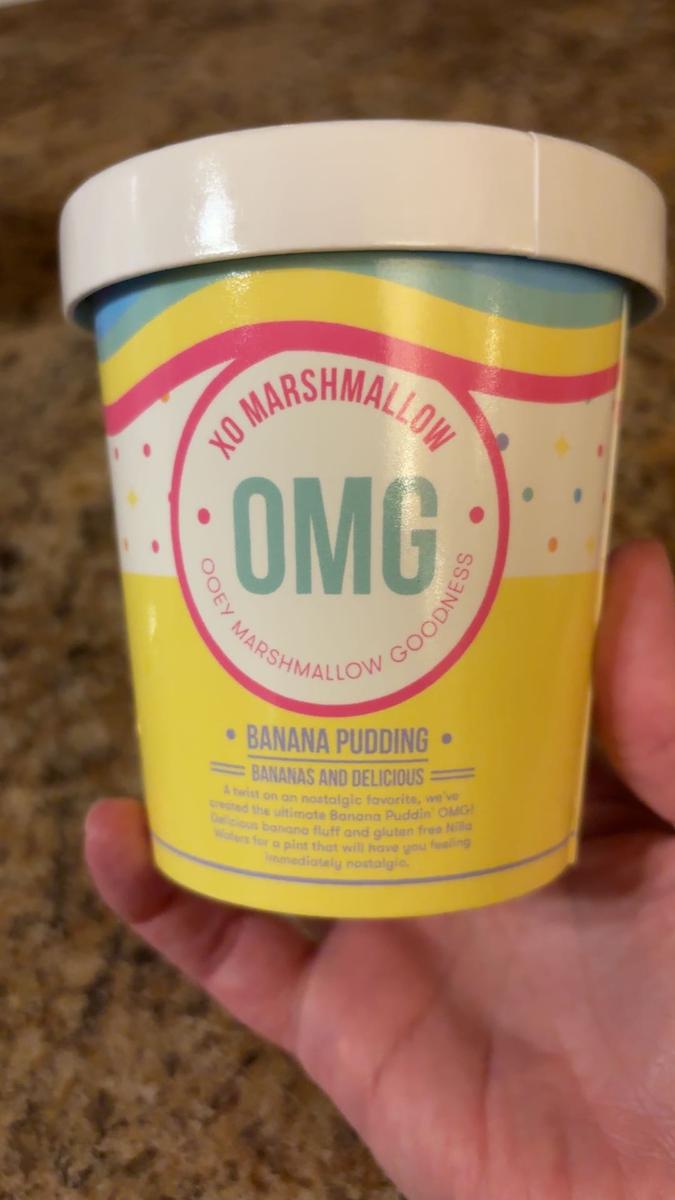 XO MARSHMALLOW
OMG
OOEY MARSHMALLOW GOODNESS
• BANANA PUDDING •
BANANAS AND DELICIOUS
A twist on an nostalgic favorite, we've
created the ultimate Banana Puddin' OMG!
Delicious banana fluff and gluten free Nilla
Wafers for a pint that will have you feeling
immediately nostalgic.